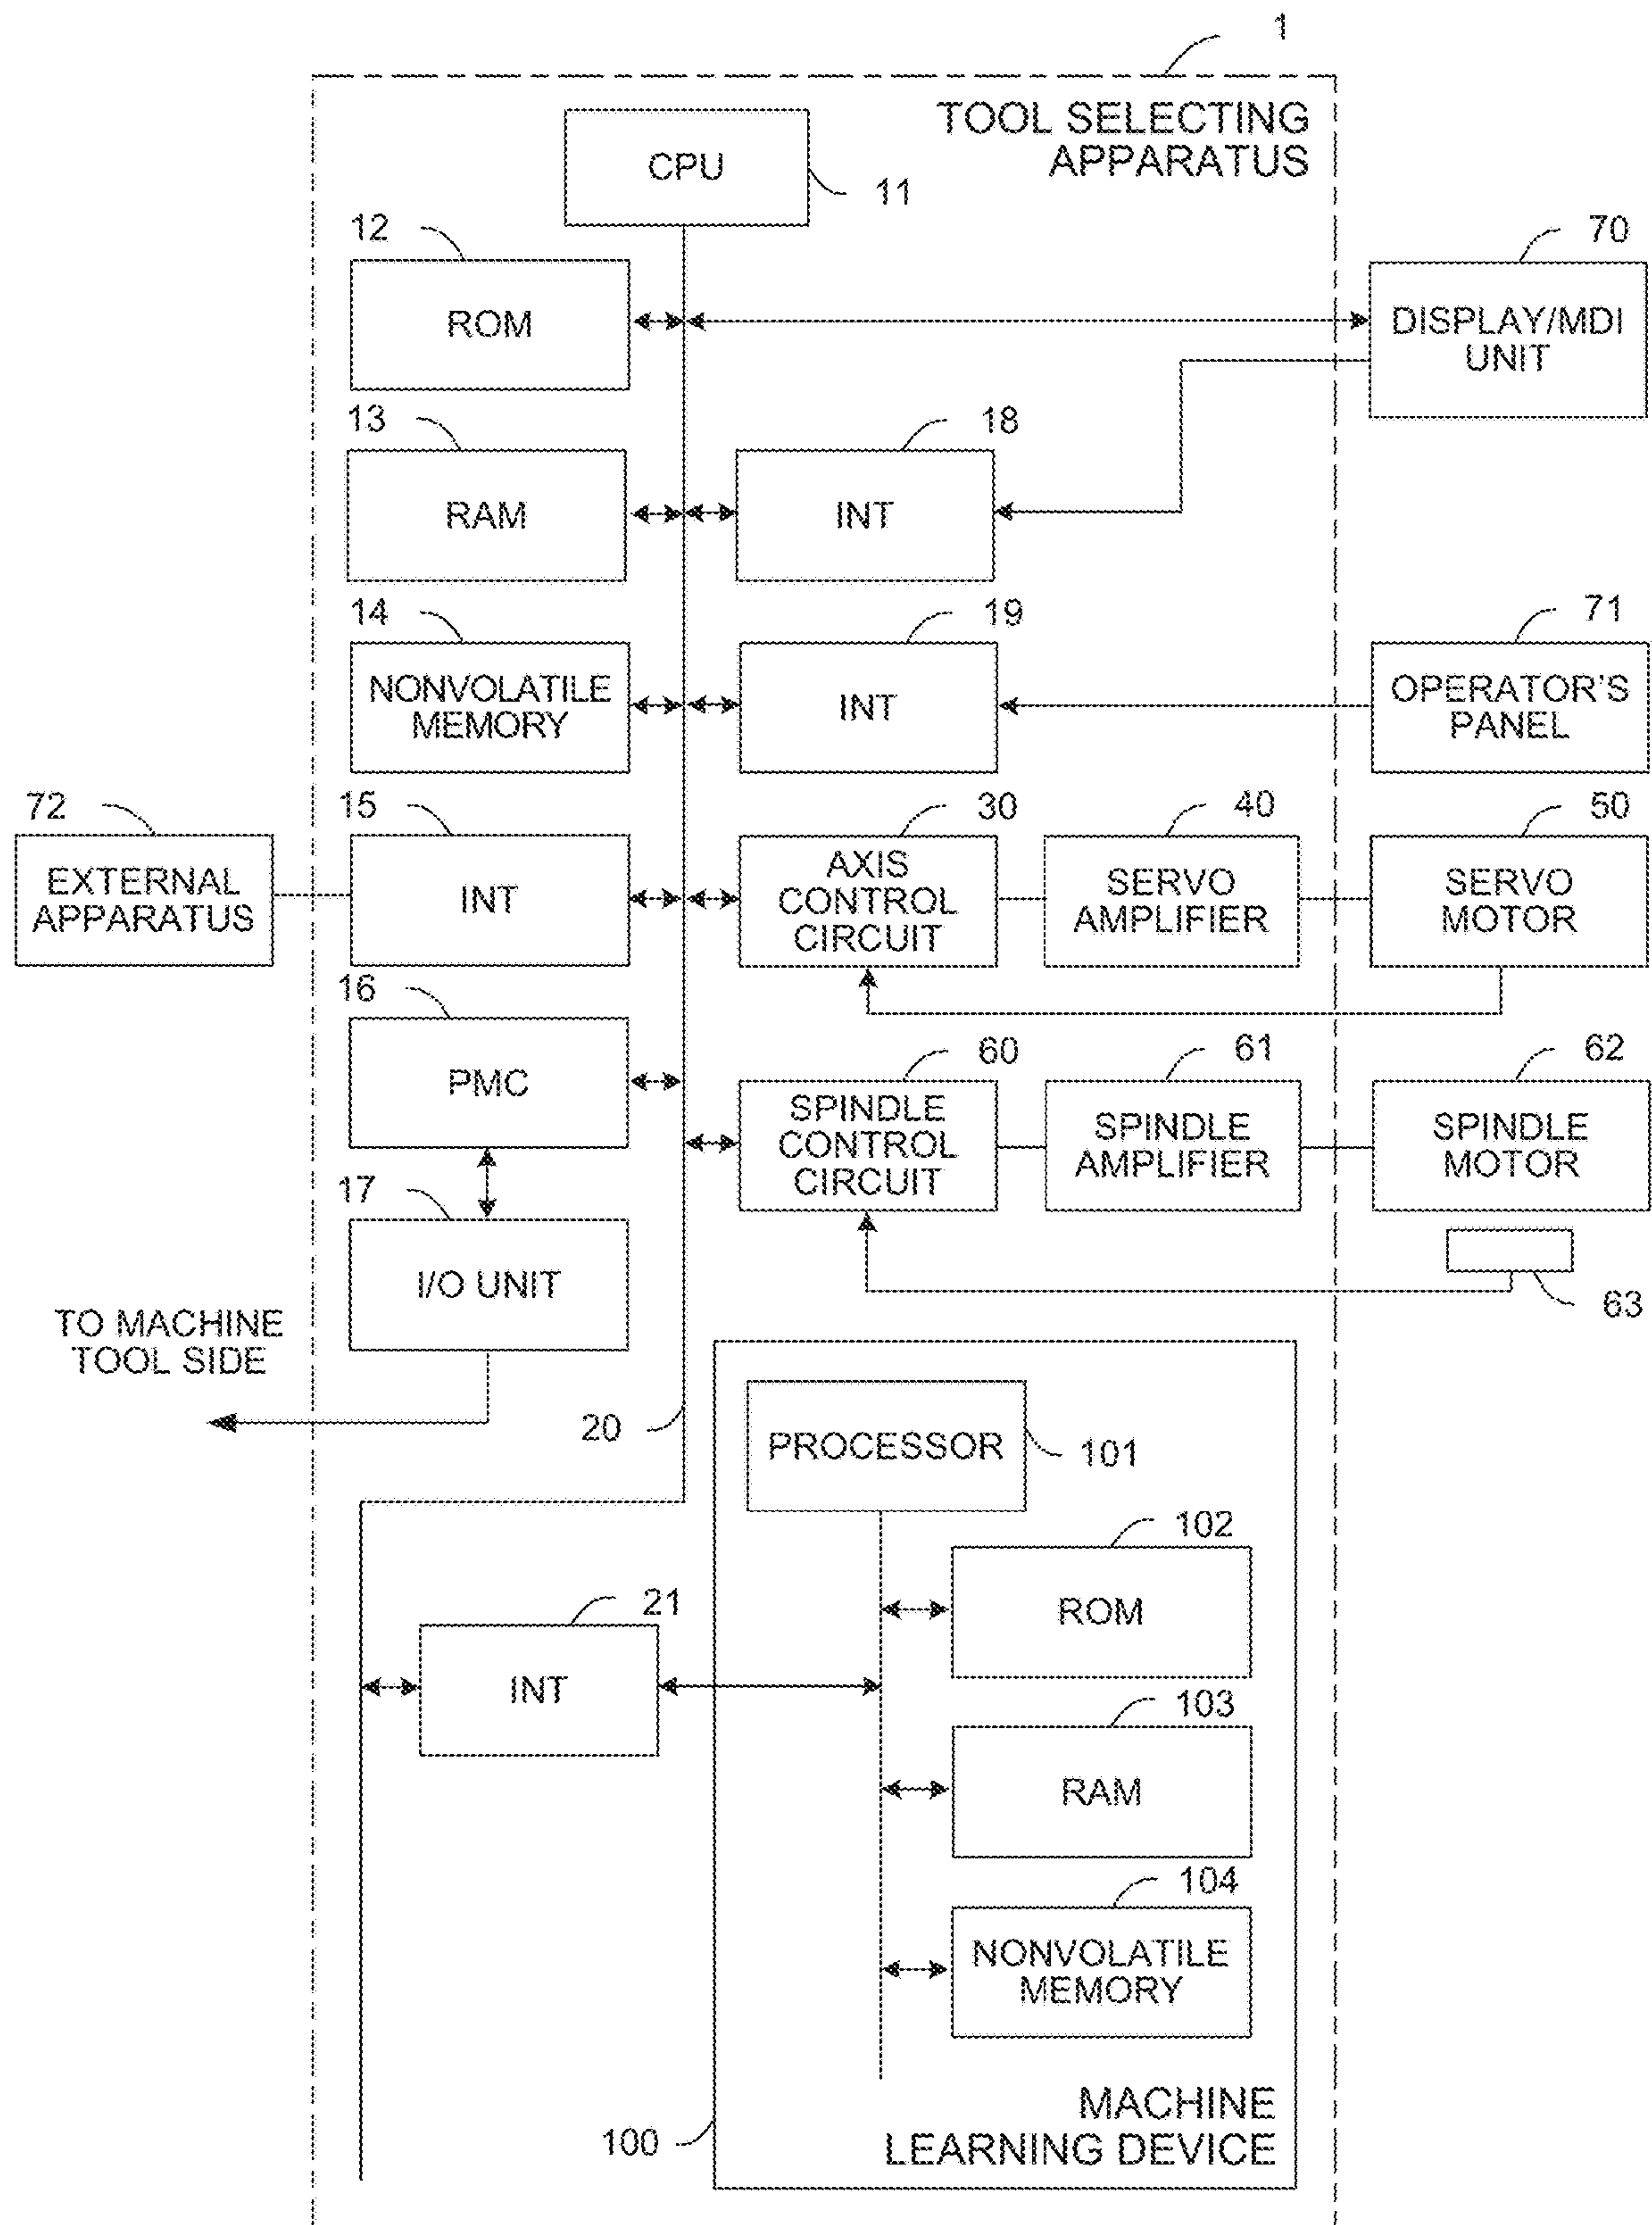 1
TOOL SELECTING
APPARATUS
CPU
11
12
ROM
70
DISPLAY/MDI
UNIT
13
RAM
18
INT
14
NONVOLATILE
MEMORY
19
INT
71
OPERATOR'S
PANEL
72
EXTERNAL
APPARATUS
15
INT
30
AXIS
CONTROL
CIRCUIT
40
SERVO
AMPLIFIER
50
SERVO
MOTOR
16
PMC
60
SPINDLE
CONTROL
CIRCUIT
61
SPINDLE
AMPLIFIER
62
SPINDLE
MOTOR
63
17
I/O UNIT
TO MACHINE
TOOL SIDE
20
PROCESSOR
101
102
ROM
21
INT
103
RAM
104
NONVOLATILE
MEMORY
100
MACHINE
LEARNING DEVICE